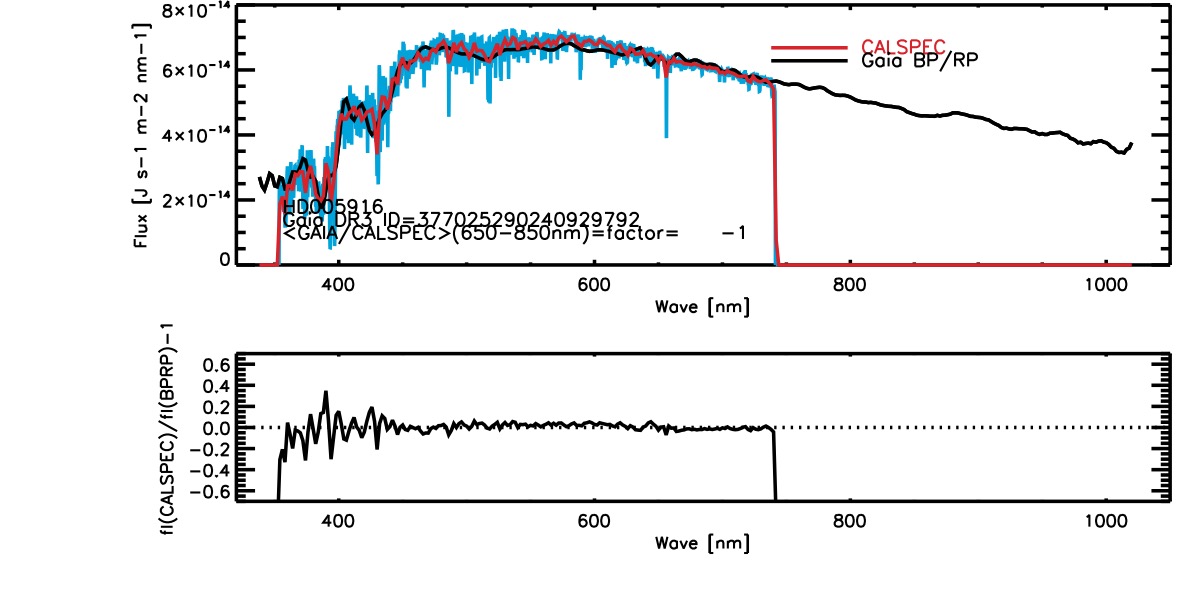 8×10−14
6×10−14
4×10−14
2×10−14
0
Flux [J s−1 m−2 nm−1]
CALSPEC
Gaia BP/RP
HD005916
Gaia DR3 ID=3770252902409297​92
<GAIA/CALSPEC>(650−850nm)=factor= −1
400 600 800 1000
Wave [nm]
fl(CALSPEC)/fl(BPRP)−1
0.6
0.4
0.2
0.0
−0.2
−0.4
−0.6
400 600 800 1000
Wave [nm]